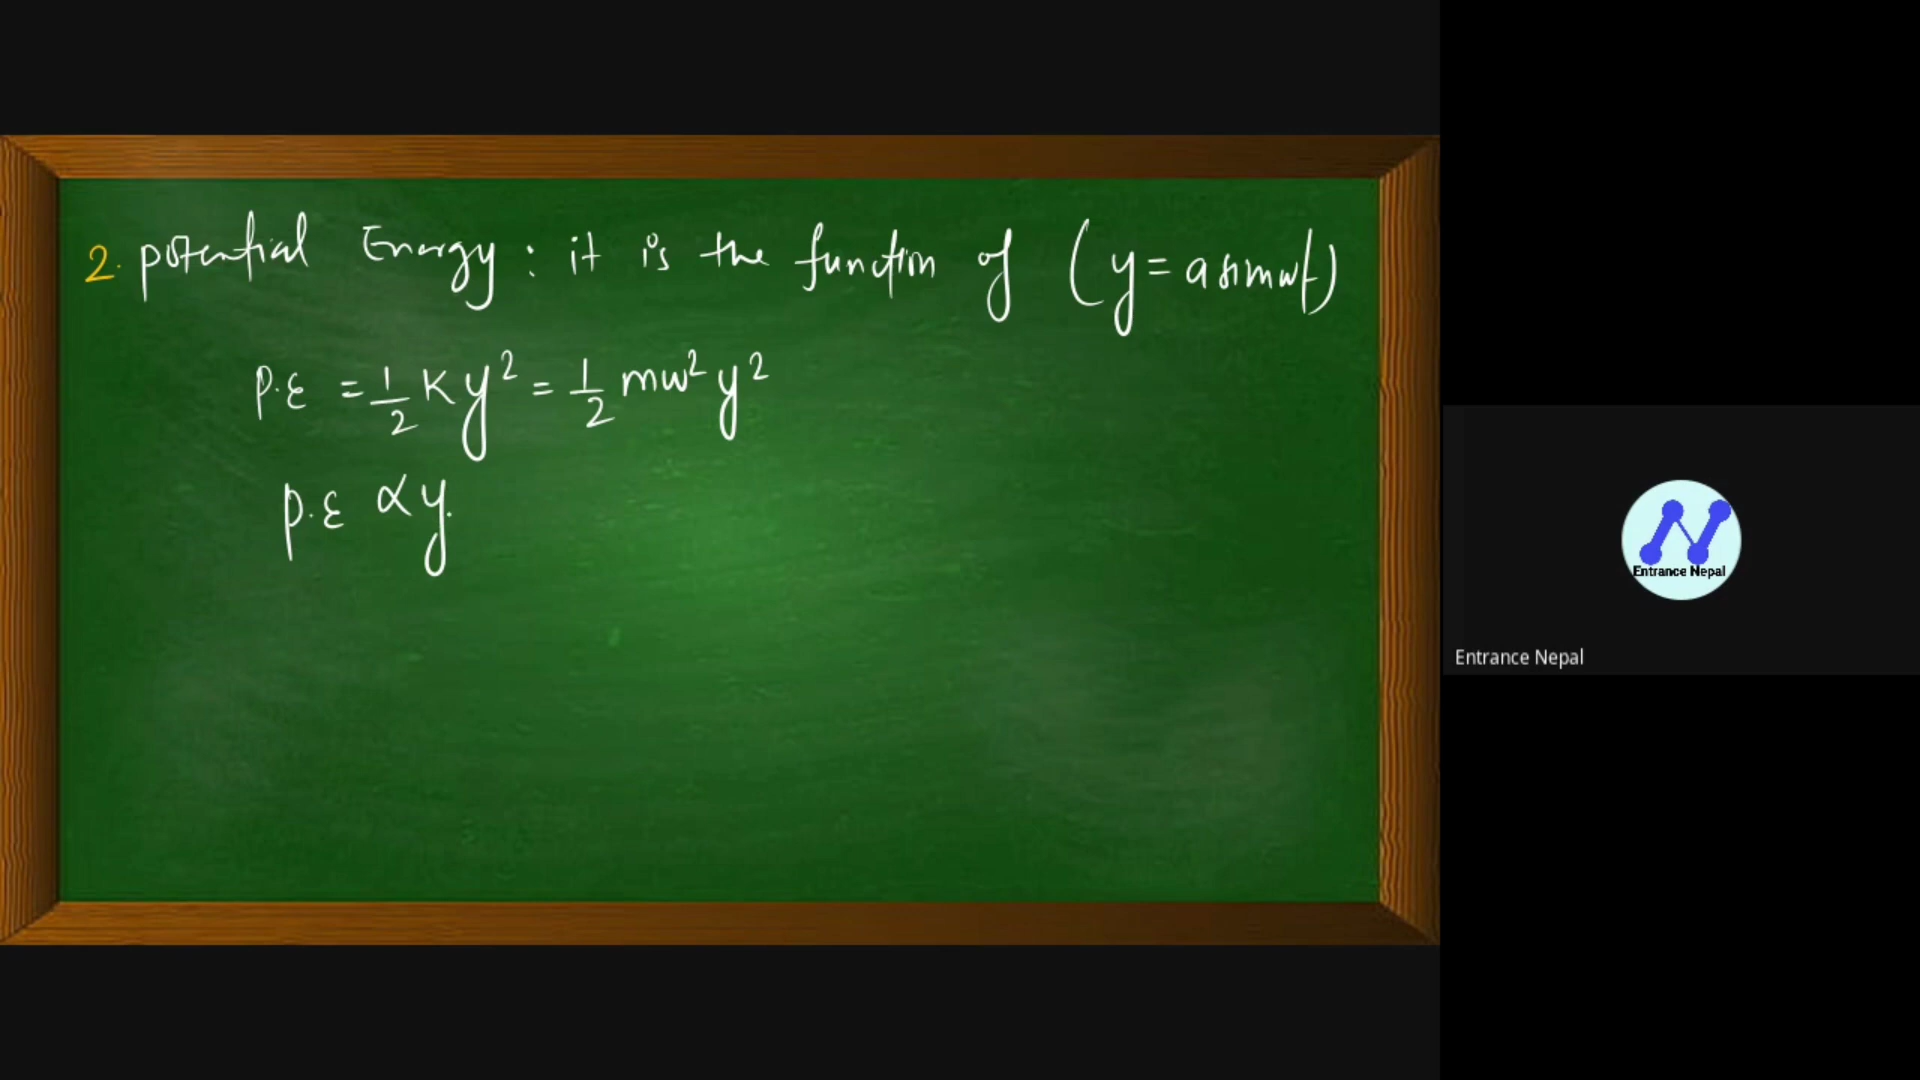 2. potential Energy : it is the function of (y = a sinωt)
P.E = 1/2 K y² = 1/2 mω² y²
P.E ∝ y.
Entrance Nepal
Entrance Nepal